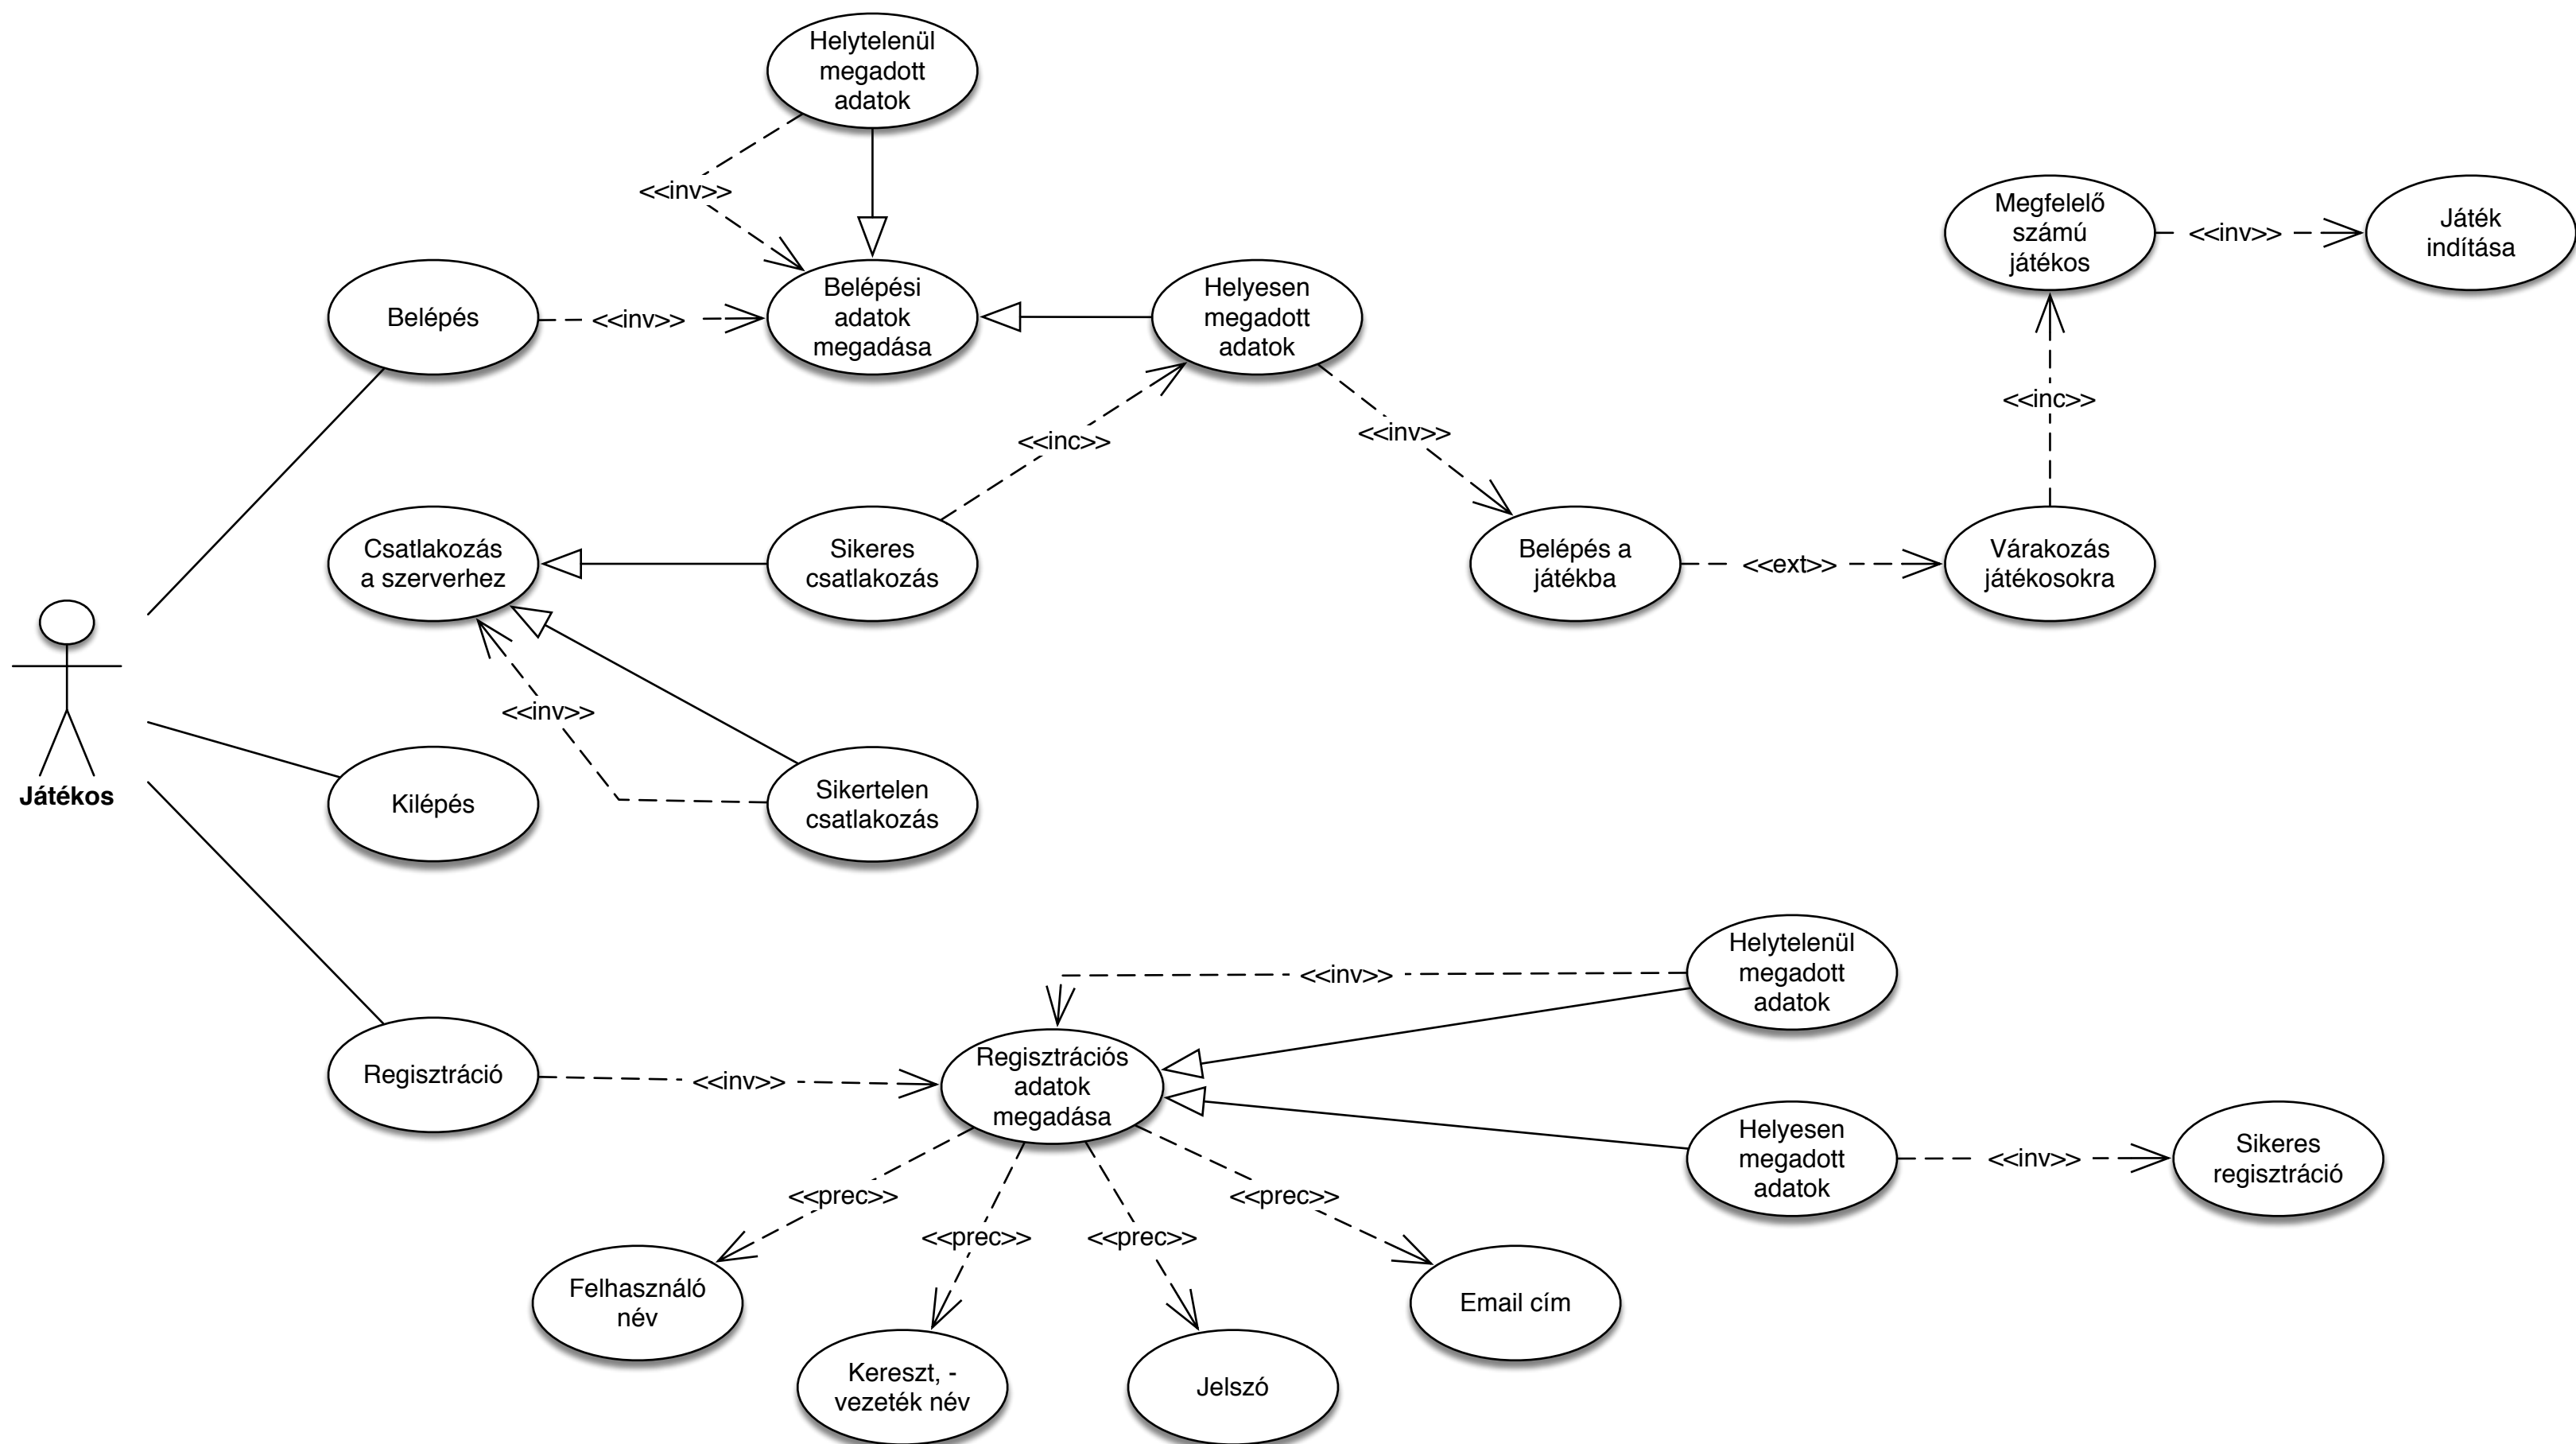 Helytelenül
megadott
adatok
<<inv>>
Megfelelő
számú
játékos
<<inv>>
Játék
indítása
Belépés
<<inv>>
Belépési
adatok
megadása
Helyesen
megadott
adatok
<<inc>>
<<inv>>
<<inc>>
Csatlakozás
a szerverhez
Sikeres
csatlakozás
Belépés a
játékba
<<ext>>
Várakozás
játékosokra
<<inv>>
Játékos
Kilépés
Sikertelen
csatlakozás
Helytelenül
megadott
adatok
<<inv>>
Regisztráció
<<inv>>
Regisztrációs
adatok
megadása
Helyesen
megadott
adatok
<<inv>>
Sikeres
regisztráció
<<prec>>
<<prec>>
<<prec>>
<<prec>>
Felhasználó
név
Kereszt, -
vezeték név
Jelszó
Email cím